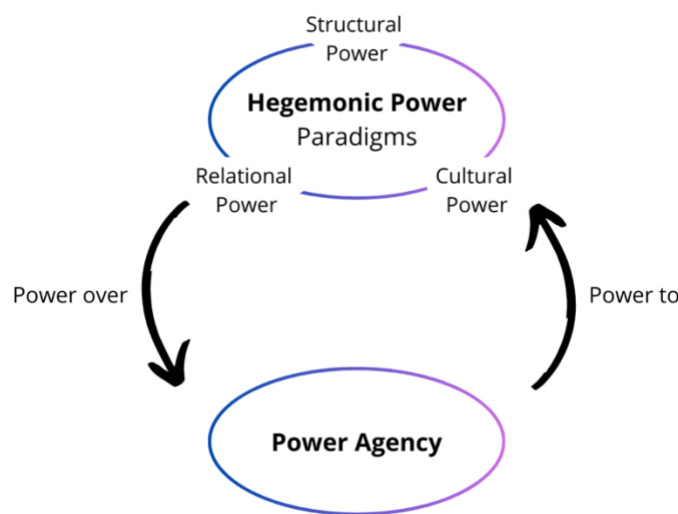 Structural
Power
Hegemonic Power
Paradigms
Relational
Power
Cultural
Power
Power over
Power to
Power Agency